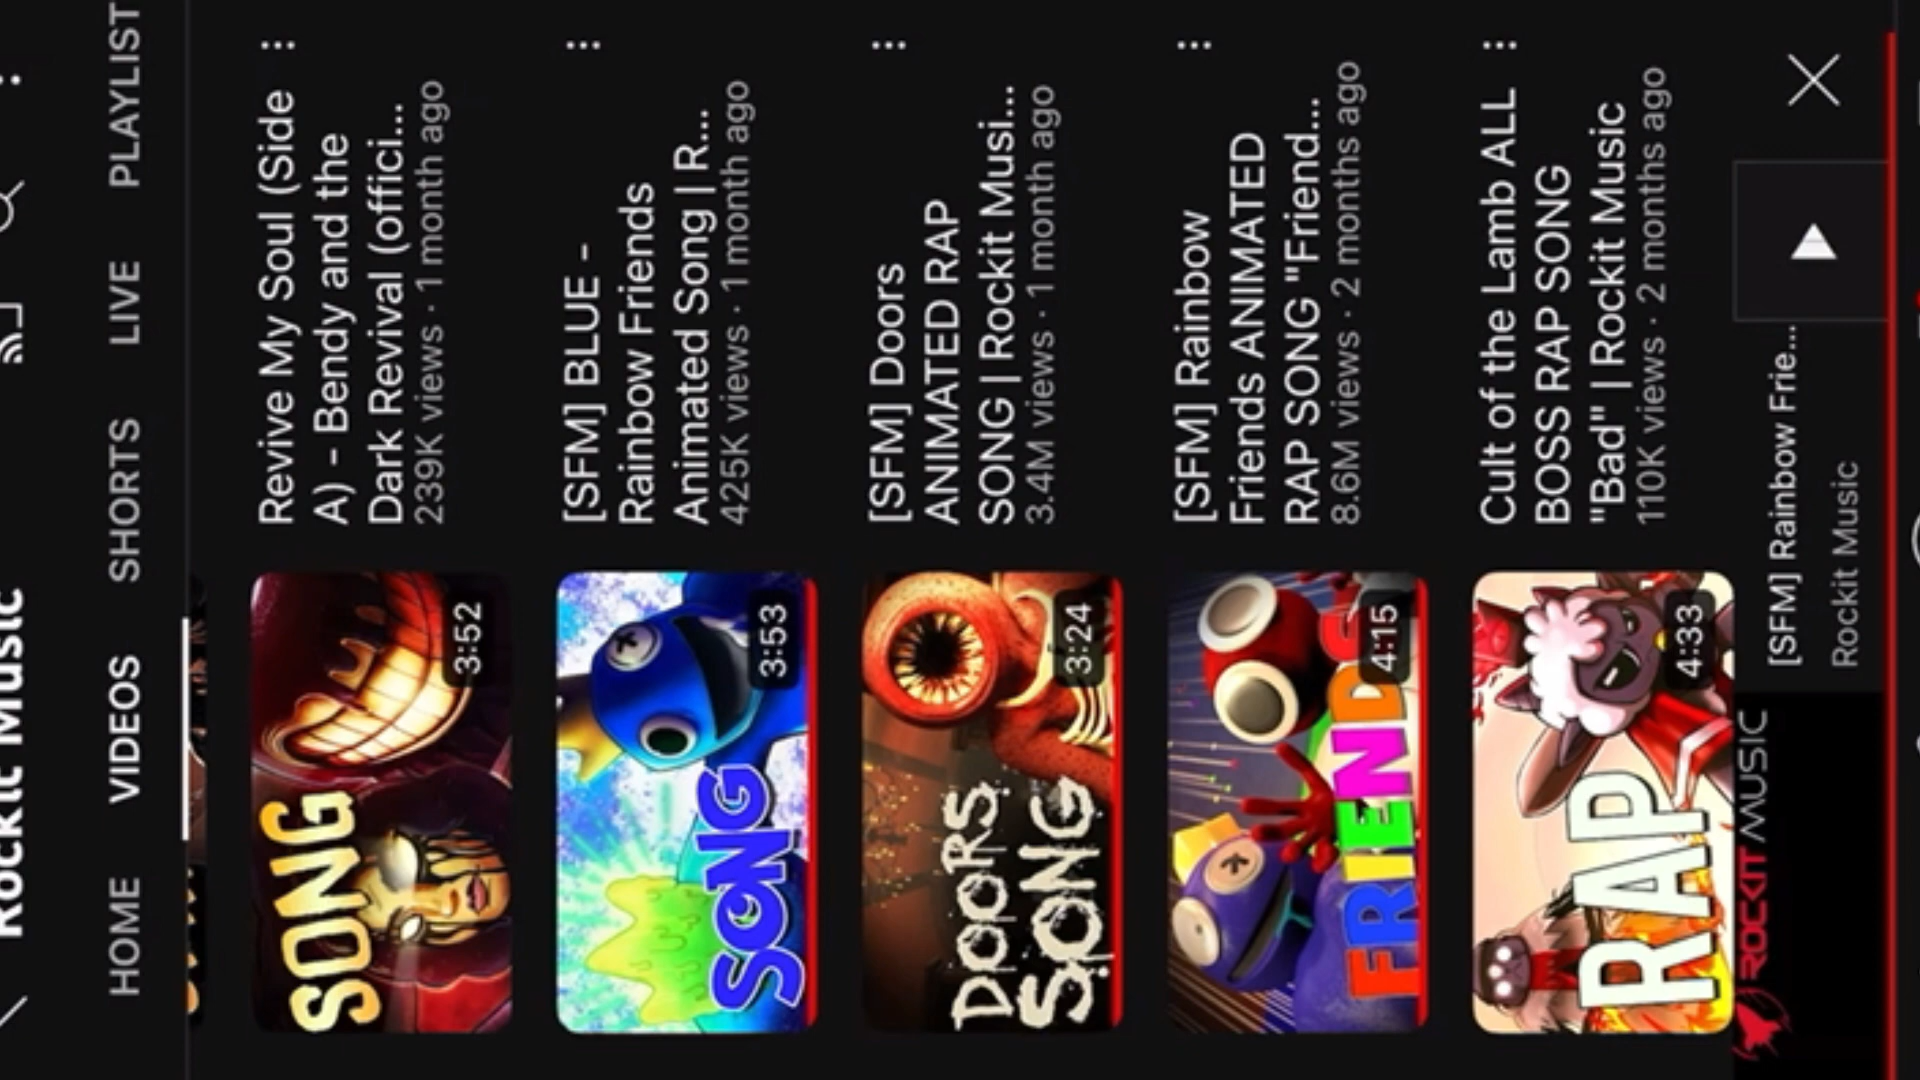 Rockit Music
HOME
VIDEOS
SHORTS
LIVE
PLAYLIST
SONG
3:52
Revive My Soul (Side
A) - Bendy and the
Dark Revival (offici...
239K views · 1 month ago
SONG
3:53
[SFM] BLUE -
Rainbow Friends
Animated Song | R...
425K views · 1 month ago
DOORS
SONG
3:24
[SFM] Doors
ANIMATED RAP
SONG | Rockit Musi...
3.4M views · 1 month ago
FRIENDS
4:15
[SFM] Rainbow
Friends ANIMATED
RAP SONG "Friend...
8.6M views · 2 months ago
RAP
4:33
Cult of the Lamb ALL
BOSS RAP SONG
"Bad" | Rockit Music
110K views · 2 months ago
ROCKIT MUSIC
[SFM] Rainbow Frie...
Rockit Music